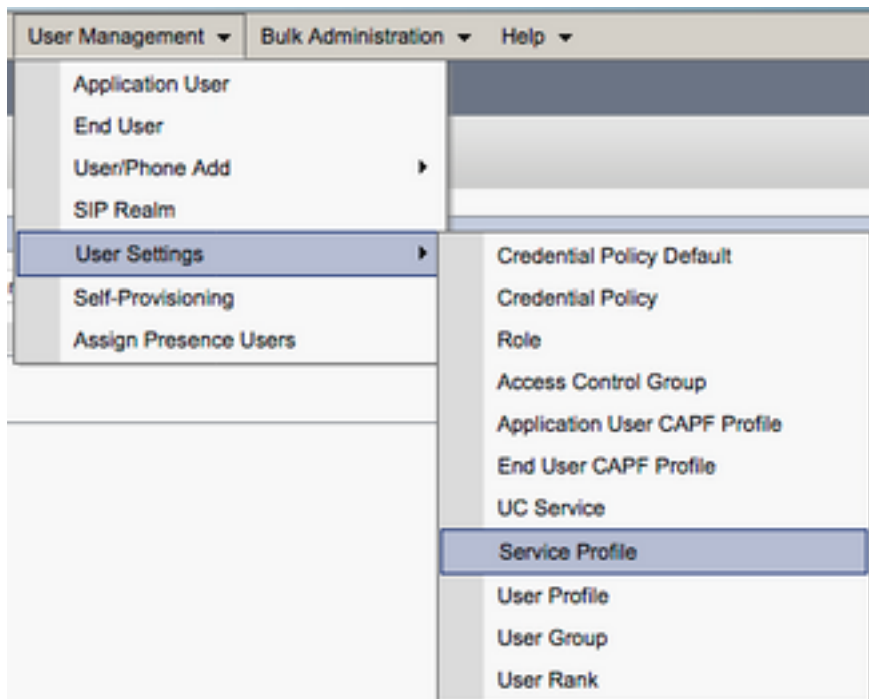 User Management Bulk Administration Help
Application User
End User
User/Phone Add
SIP Realm
User Settings
Self-Provisioning
Assign Presence Users
Credential Policy Default
Credential Policy
Role
Access Control Group
Application User CAPF Profile
End User CAPF Profile
UC Service
Service Profile
User Profile
User Group
User Rank